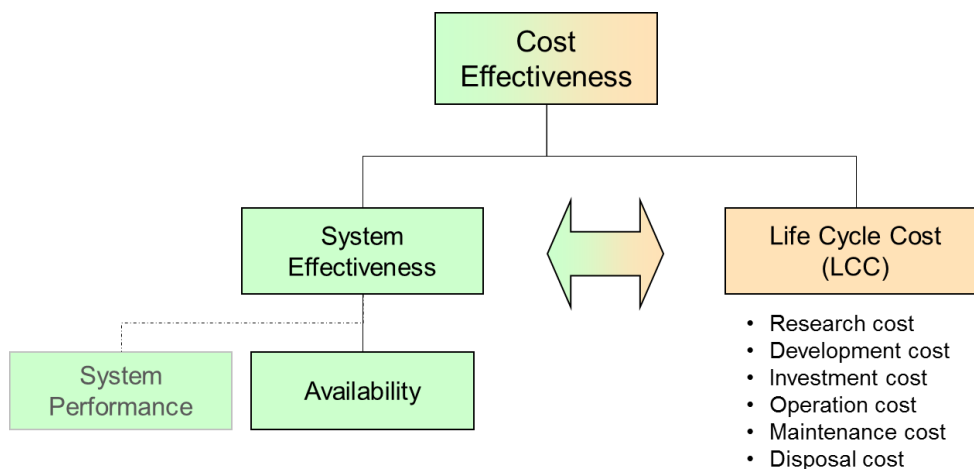 Cost
Effectiveness
System
Effectiveness
Life Cycle Cost
(LCC)
System
Performance
Availability
• Research cost
• Development cost
• Investment cost
• Operation cost
• Maintenance cost
• Disposal cost